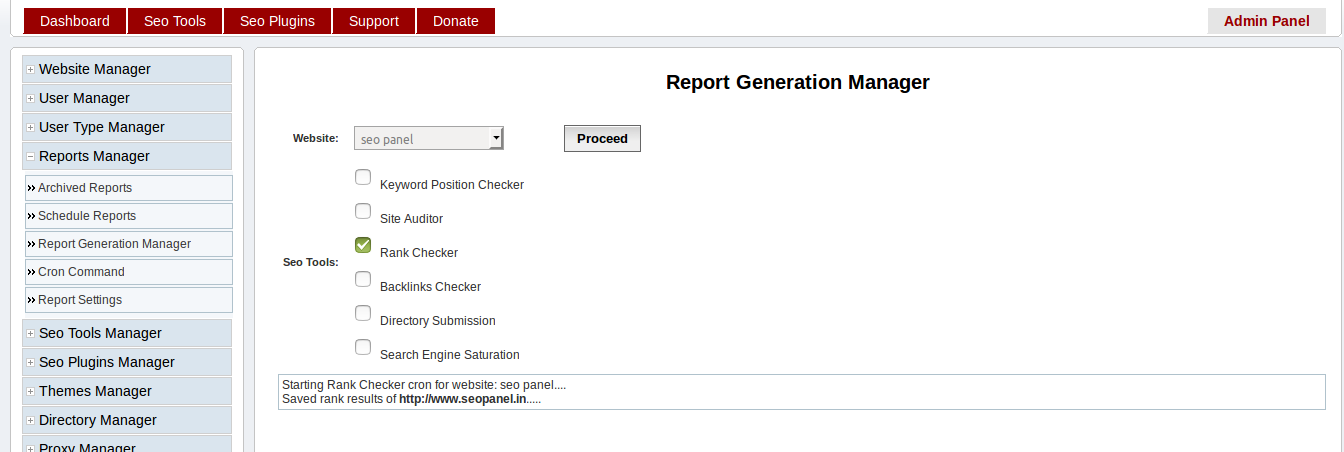 Dashboard Seo Tools Seo Plugins Support Donate Admin Panel
Website Manager
User Manager
User Type Manager
Reports Manager
Archived Reports
Schedule Reports
Report Generation Manager
Cron Command
Report Settings
Seo Tools Manager
Seo Plugins Manager
Themes Manager
Directory Manager
Proxy Manager
Report Generation Manager
Website: seo panel Proceed
Seo Tools:
Keyword Position Checker
Site Auditor
Rank Checker
Backlinks Checker
Directory Submission
Search Engine Saturation
Starting Rank Checker cron for website: seo panel....
Saved rank results of http://www.seopanel.in.....